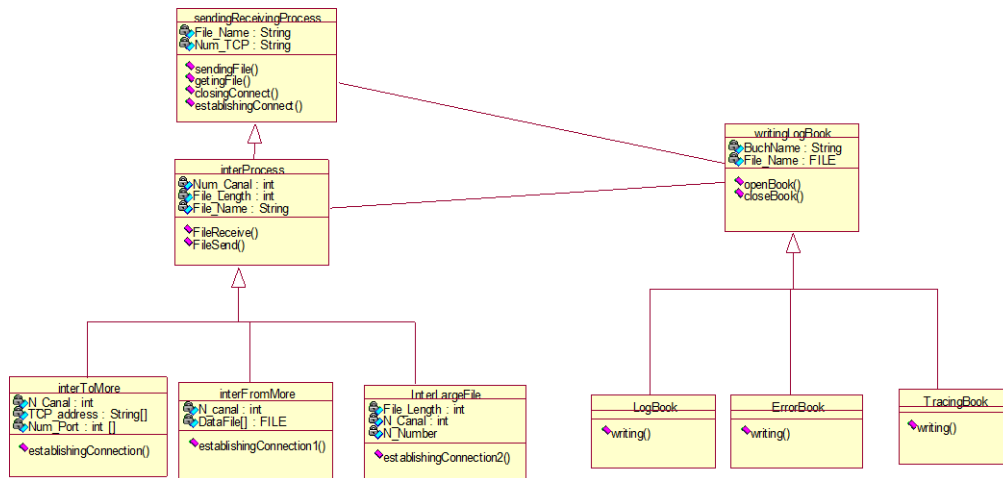 sendingReceivingProcess
File_Name : String
Num_TCP : String
sendingFile()
getingFile()
closingConnect()
establishingConnect()
writingLogBook
BuchName : String
File_Name : FILE
openBook()
closeBook()
interProcess
Num_Canal : int
File_Length : int
File_Name : String
FileReceive()
FileSend()
interToMore
N_Canal : int
TCP_address : String[]
Num_Port : int []
establishingConnection()
interFromMore
N_canal : int
DataFile[] : FILE
establishingConnection1()
InterLargeFile
File_Length : int
N_Canal : int
N_Number
establishingConnection2()
LogBook
writing()
ErrorBook
writing()
TracingBook
writing()